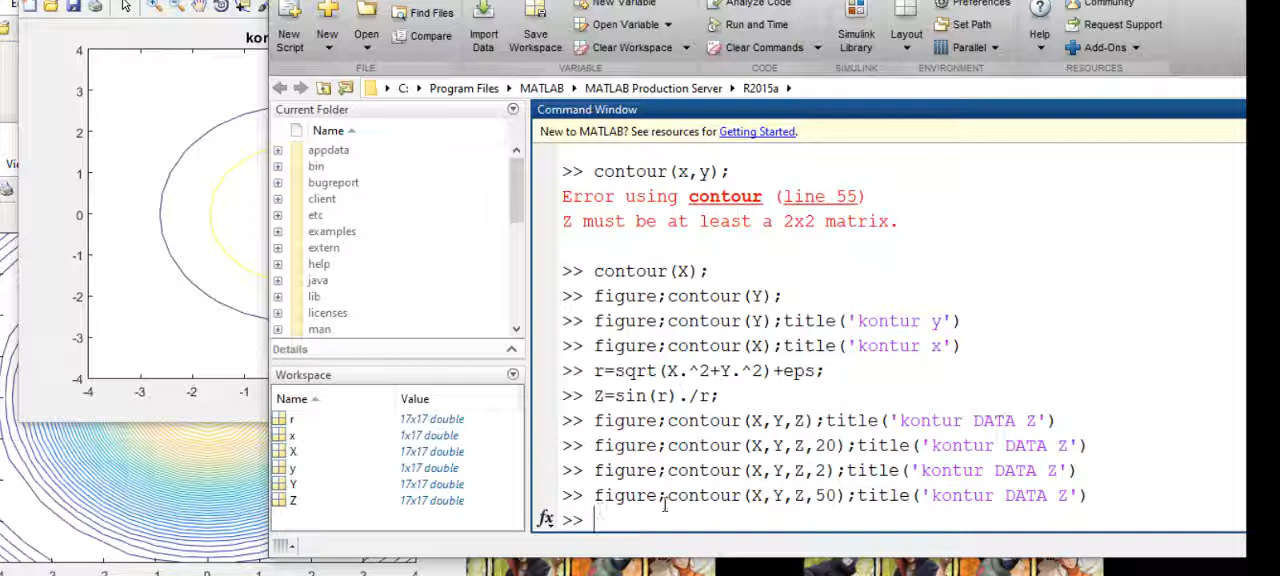 New Variable
Analyze Code
Preferences
Community
Find Files
Open Variable
Run and Time
Set Path
Request Support
New Script
New
Open
Compare
Import Data
Save Workspace
Clear Workspace
Clear Commands
Simulink Library
Layout
Parallel
Help
Add-Ons
FILE
VARIABLE
CODE
SIMULINK
ENVIRONMENT
RESOURCES
C: Program Files MATLAB MATLAB Production Server R2015a
kon
4
3
2
1
0
-1
-2
-3
-4
-4
-3
-2
-1
Current Folder
Name
appdata
bin
bugreport
client
etc
examples
extern
help
java
lib
licenses
man
Details
Workspace
Name Value
r 17x17 double
x 1x17 double
X 17x17 double
y 1x17 double
Y 17x17 double
Z 17x17 double
Command Window
New to MATLAB? See resources for Getting Started.
>> contour(x,y);
Error using contour (line 55)
Z must be at least a 2x2 matrix.
>> contour(X);
>> figure;contour(Y);
>> figure;contour(Y);title('kontur y')
>> figure;contour(X);title('kontur x')
>> r=sqrt(X.^2+Y.^2)+eps;
>> Z=sin(r)./r;
>> figure;contour(X,Y,Z);title('kontur DATA Z')
>> figure;contour(X,Y,Z,20);title('kontur DATA Z')
>> figure;contour(X,Y,Z,2);title('kontur DATA Z')
>> figure;contour(X,Y,Z,50);title('kontur DATA Z')
fx >>